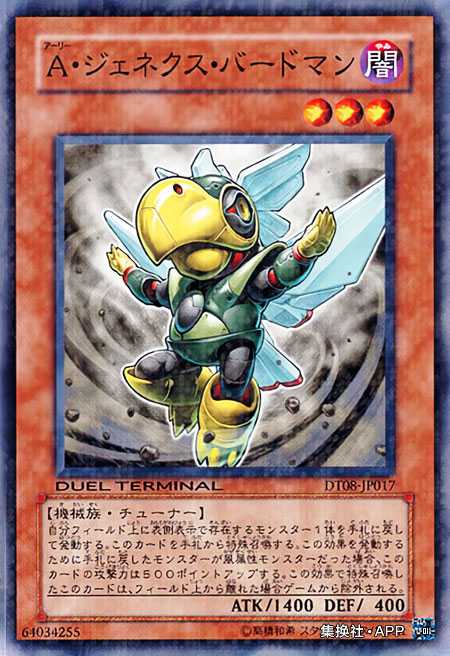 アーリー
A・ジェネクス・バードマン
闇
DUEL TERMINAL
DT08-JP017
【機械族・チューナー】
自分フィールド上に表側表示で存在するモンスター1体を手札に戻し
て発動する。このカードを手札から特殊召喚する。この効果を発動する
ために手札に戻したモンスターが風属性モンスターだった場合、この
カードの攻撃力は500ポイントアップする。この効果で特殊召喚し
たこのカードは、フィールド上から離れた場合ゲームから除外される。
ATK/1400 DEF/ 400
64034255
©高橋和希 スタ
集換社・APP